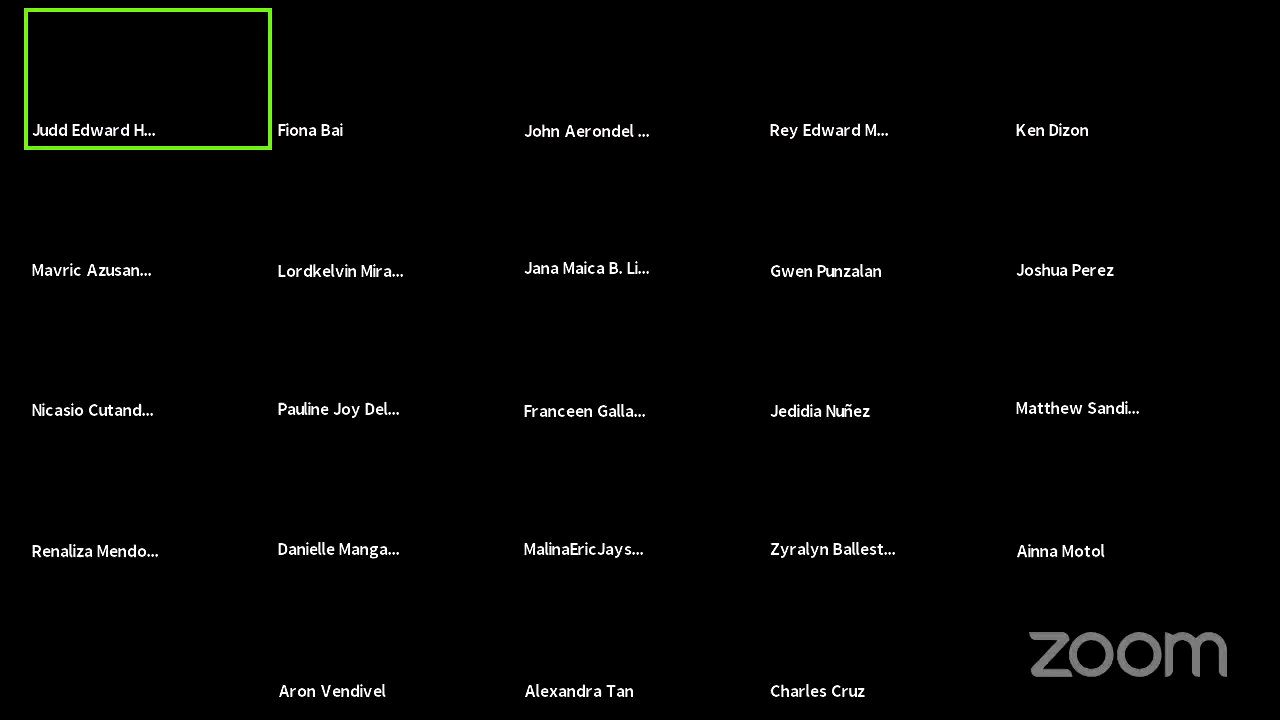 Judd Edward H...
Fiona Bai
John Aerondel ...
Rey Edward M...
Ken Dizon
Mavric Azusan...
Lordkelvin Mira...
Jana Maica B. Li...
Gwen Punzalan
Joshua Perez
Nicasio Cutand...
Pauline Joy Del...
Franceen Galla...
Jedidia Nuñez
Matthew Sandi...
Renaliza Mendo...
Danielle Manga...
MalinaEricJays...
Zyralyn Ballest...
Ainna Motol
zoom
Aron Vendivel
Alexandra Tan
Charles Cruz